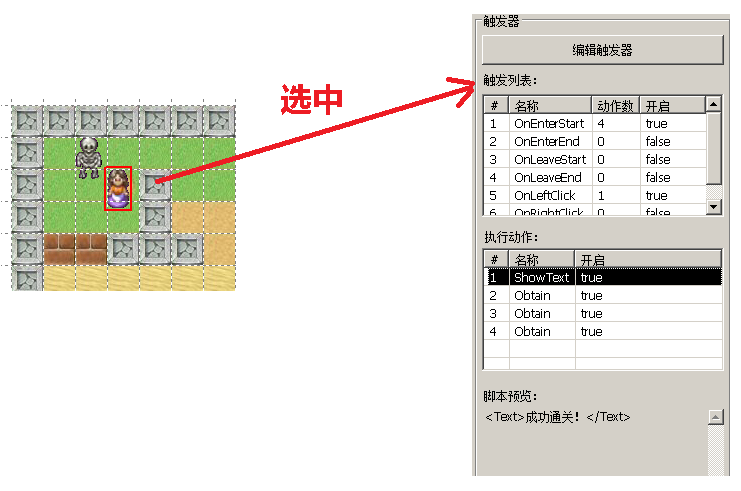 选中
触发器
编辑触发器
触发列表：
# 名称 动作数 开启
1 OnEnterStart 4 true
2 OnEnterEnd 0 false
3 OnLeaveStart 0 false
4 OnLeaveEnd 0 false
5 OnLeftClick 1 true
6 OnRightClick 0 false
执行动作：
# 名称 开启
1 ShowText true
2 Obtain true
3 Obtain true
4 Obtain true
脚本预览：
<Text>成功通关！</Text>